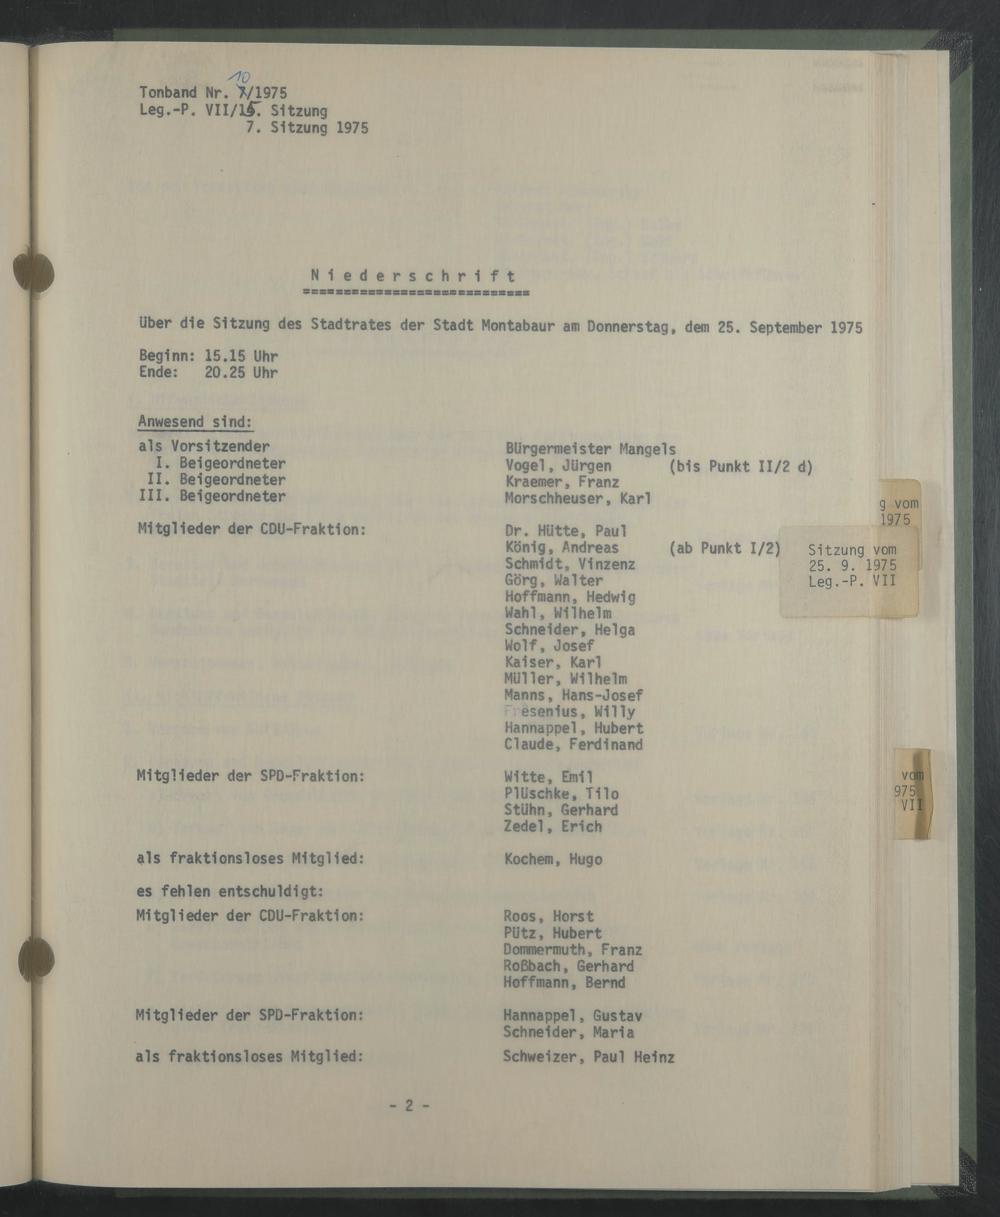 10
Tonband Nr. 7/1975
Leg.-P. VII/15. Sitzung
7. Sitzung 1975
N i e d e r s c h r i f t
============================
über die Sitzung des Stadtrates der Stadt Montabaur am Donnerstag, dem 25. September 1975
Beginn: 15.15 Uhr
Ende: 20.25 Uhr
Anwesend sind:
als Vorsitzender Bürgermeister Mangels
I. Beigeordneter Vogel, Jürgen (bis Punkt II/2 d)
II. Beigeordneter Kraemer, Franz
III. Beigeordneter Morschheuser, Karl
Mitglieder der CDU-Fraktion: Dr. Hütte, Paul
König, Andreas (ab Punkt I/2)
Schmidt, Vinzenz
Görg, Walter
Hoffmann, Hedwig
Wahl, Wilhelm
Schneider, Helga
Wolf, Josef
Kaiser, Karl
Müller, Wilhelm
Manns, Hans-Josef
Fresenius, Willy
Hannappel, Hubert
Claude, Ferdinand
Mitglieder der SPD-Fraktion: Witte, Emil
Plüschke, Tilo
Stühn, Gerhard
Zedel, Erich
als fraktionsloses Mitglied: Kochem, Hugo
es fehlen entschuldigt:
Mitglieder der CDU-Fraktion: Roos, Horst
Pütz, Hubert
Dommermuth, Franz
Roßbach, Gerhard
Hoffmann, Bernd
Mitglieder der SPD-Fraktion: Hannappel, Gustav
Schneider, Maria
als fraktionsloses Mitglied: Schweizer, Paul Heinz
- 2 -
g vom
1975
Sitzung vom
25. 9. 1975
Leg.-P. VII
vom
975
VII